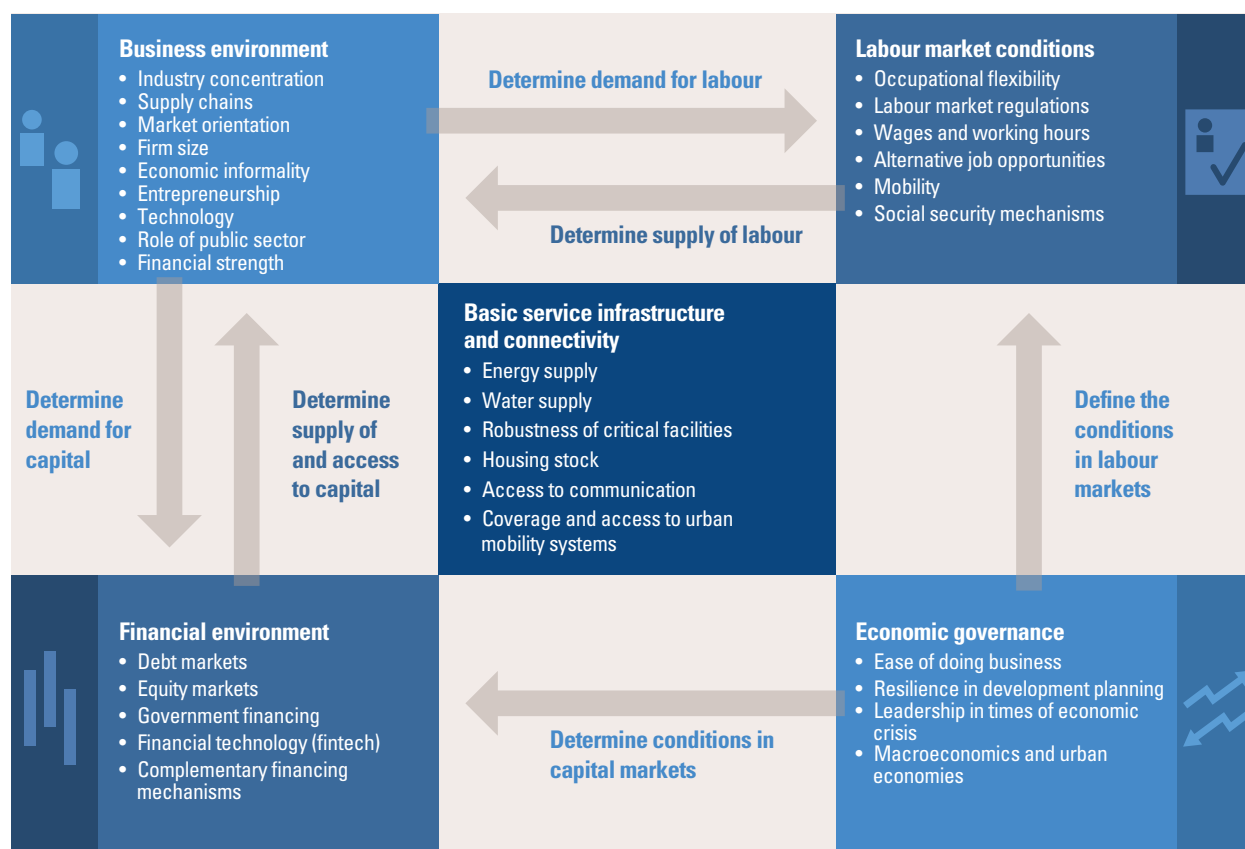 Business environment
• Industry concentration
• Supply chains
• Market orientation
• Firm size
• Economic informality
• Entrepreneurship
• Technology
• Role of public sector
• Financial strength
Determine demand for labour
Determine supply of labour
Labour market conditions
• Occupational flexibility
• Labour market regulations
• Wages and working hours
• Alternative job opportunities
• Mobility
• Social security mechanisms
Determine
demand for
capital
Determine
supply of
and access
to capital
Basic service infrastructure
and connectivity
• Energy supply
• Water supply
• Robustness of critical facilities
• Housing stock
• Access to communication
• Coverage and access to urban
mobility systems
Define the
conditions
in labour
markets
Financial environment
• Debt markets
• Equity markets
• Government financing
• Financial technology (fintech)
• Complementary financing
mechanisms
Determine conditions in
capital markets
Economic governance
• Ease of doing business
• Resilience in development planning
• Leadership in times of economic
crisis
• Macroeconomics and urban
economies